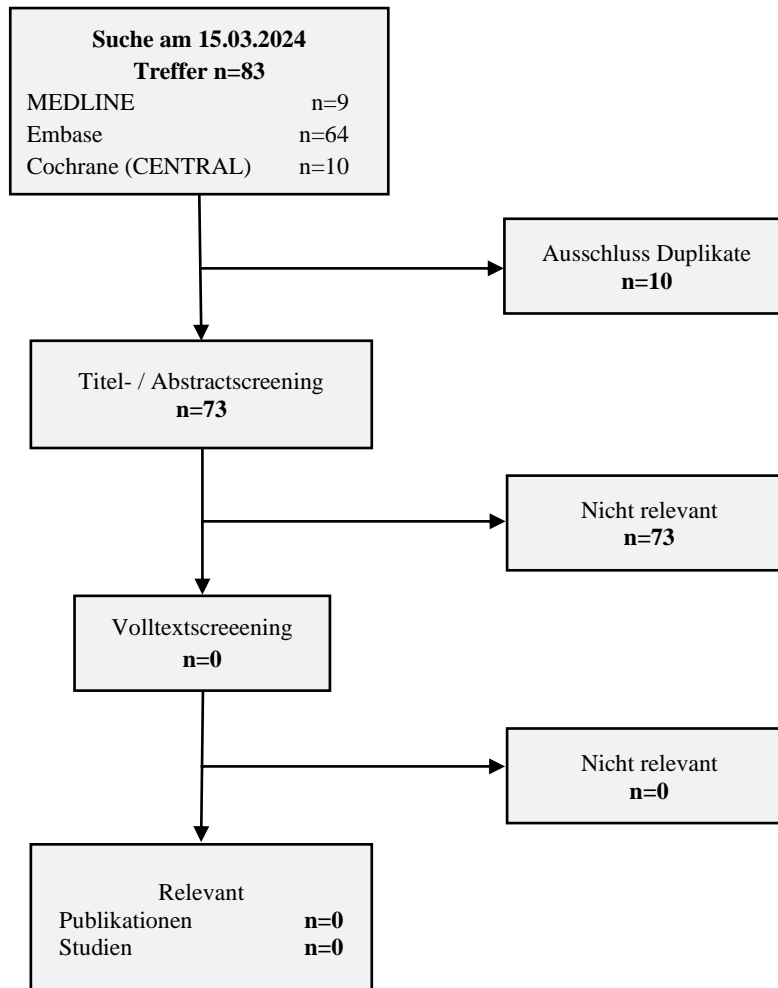 Suche am 15.03.2024
Treffer n=83
MEDLINE n=9
Embase n=64
Cochrane (CENTRAL) n=10
Ausschluss Duplikate
n=10
Titel- / Abstractscreening
n=73
Nicht relevant
n=73
Volltextscreeening
n=0
Nicht relevant
n=0
Relevant
Publikationen n=0
Studien n=0